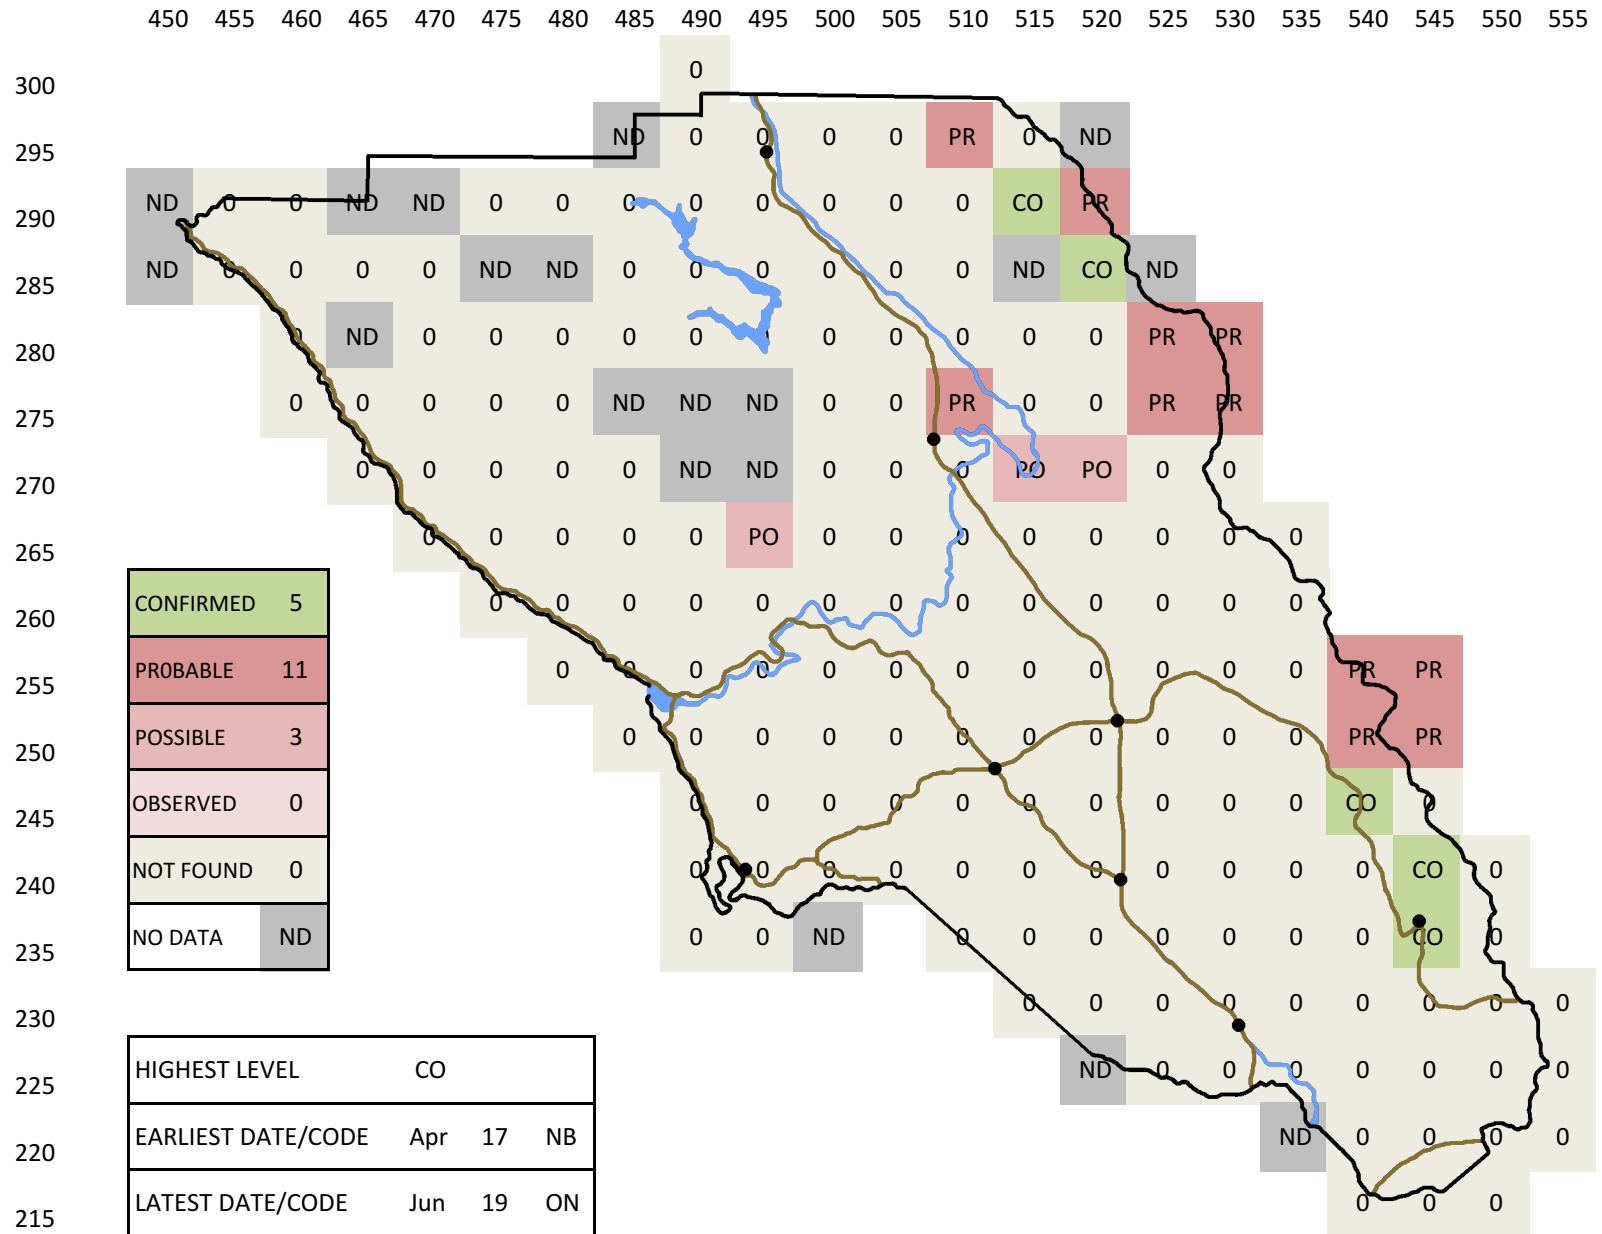 450 455 460 465 470 475 480 485 490 495 500 505 510 515 520 525 530 535 540 545 550 555
300 0
295 ND 0 0 0 0 PR 0 ND
290 ND 0 0 ND ND 0 0 0 0 0 0 0 0 CO PR
285 ND 0 0 0 0 ND ND 0 0 0 0 0 0 ND CO ND
280 0 ND 0 0 0 0 0 0 0 0 0 0 0 PR PR
275 0 0 0 0 0 ND ND ND 0 0 PR 0 0 PR PR
270 0 0 0 0 0 ND ND 0 0 0 PO PO 0 0
265 0 0 0 0 0 PO 0 0 0 0 0 0 0 0
260 0 0 0 0 0 0 0 0 0 0 0 0 0
255 0 0 0 0 0 0 0 0 0 0 0 0 PR PR
250 0 0 0 0 0 0 0 0 0 0 0 PR PR
245 0 0 0 0 0 0 0 0 0 0 CO 0
240 0 0 0 0 0 0 0 0 0 0 0 CO 0
235 0 0 ND 0 0 0 0 0 0 0 CO 0
230 0 0 0 0 0 0 0 0 0
225 ND 0 0 0 0 0 0 0
220 ND 0 0 0 0
215 0 0 0
CONFIRMED 5
PR0BABLE 11
POSSIBLE 3
OBSERVED 0
NOT FOUND 0
NO DATA ND
HIGHEST LEVEL CO
EARLIEST DATE/CODE Apr 17 NB
LATEST DATE/CODE Jun 19 ON